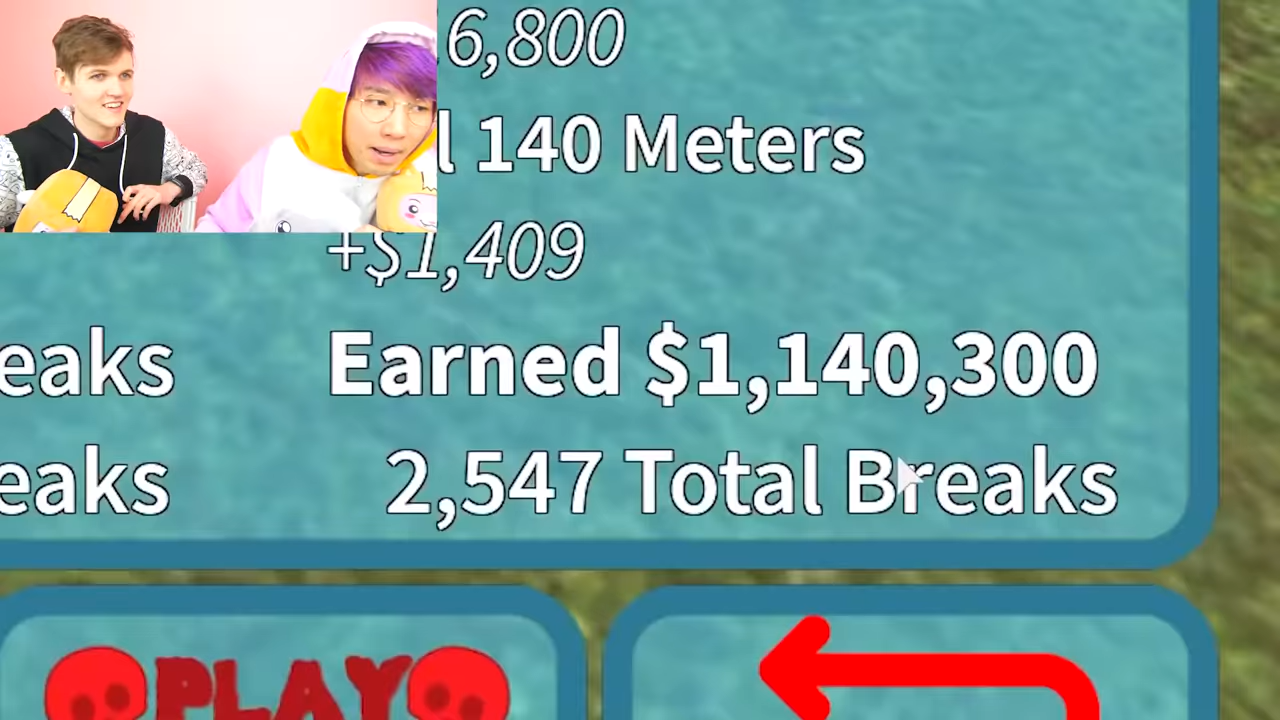 6,800
140 Meters
+$1,409
eaks Earned $1,140,300
eaks 2,547 Total Breaks
PLAY